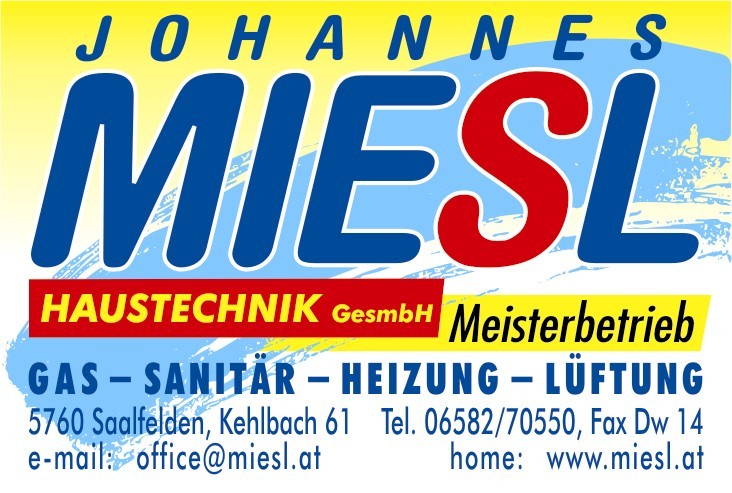 JOHANNES
MIESL
HAUSTECHNIK GesmbH Meisterbetrieb
GAS – SANITÄR – HEIZUNG – LÜFTUNG
5760 Saalfelden, Kehlbach 61 Tel. 06582/70550, Fax Dw 14
e-mail: office@miesl.at home: www.miesl.at